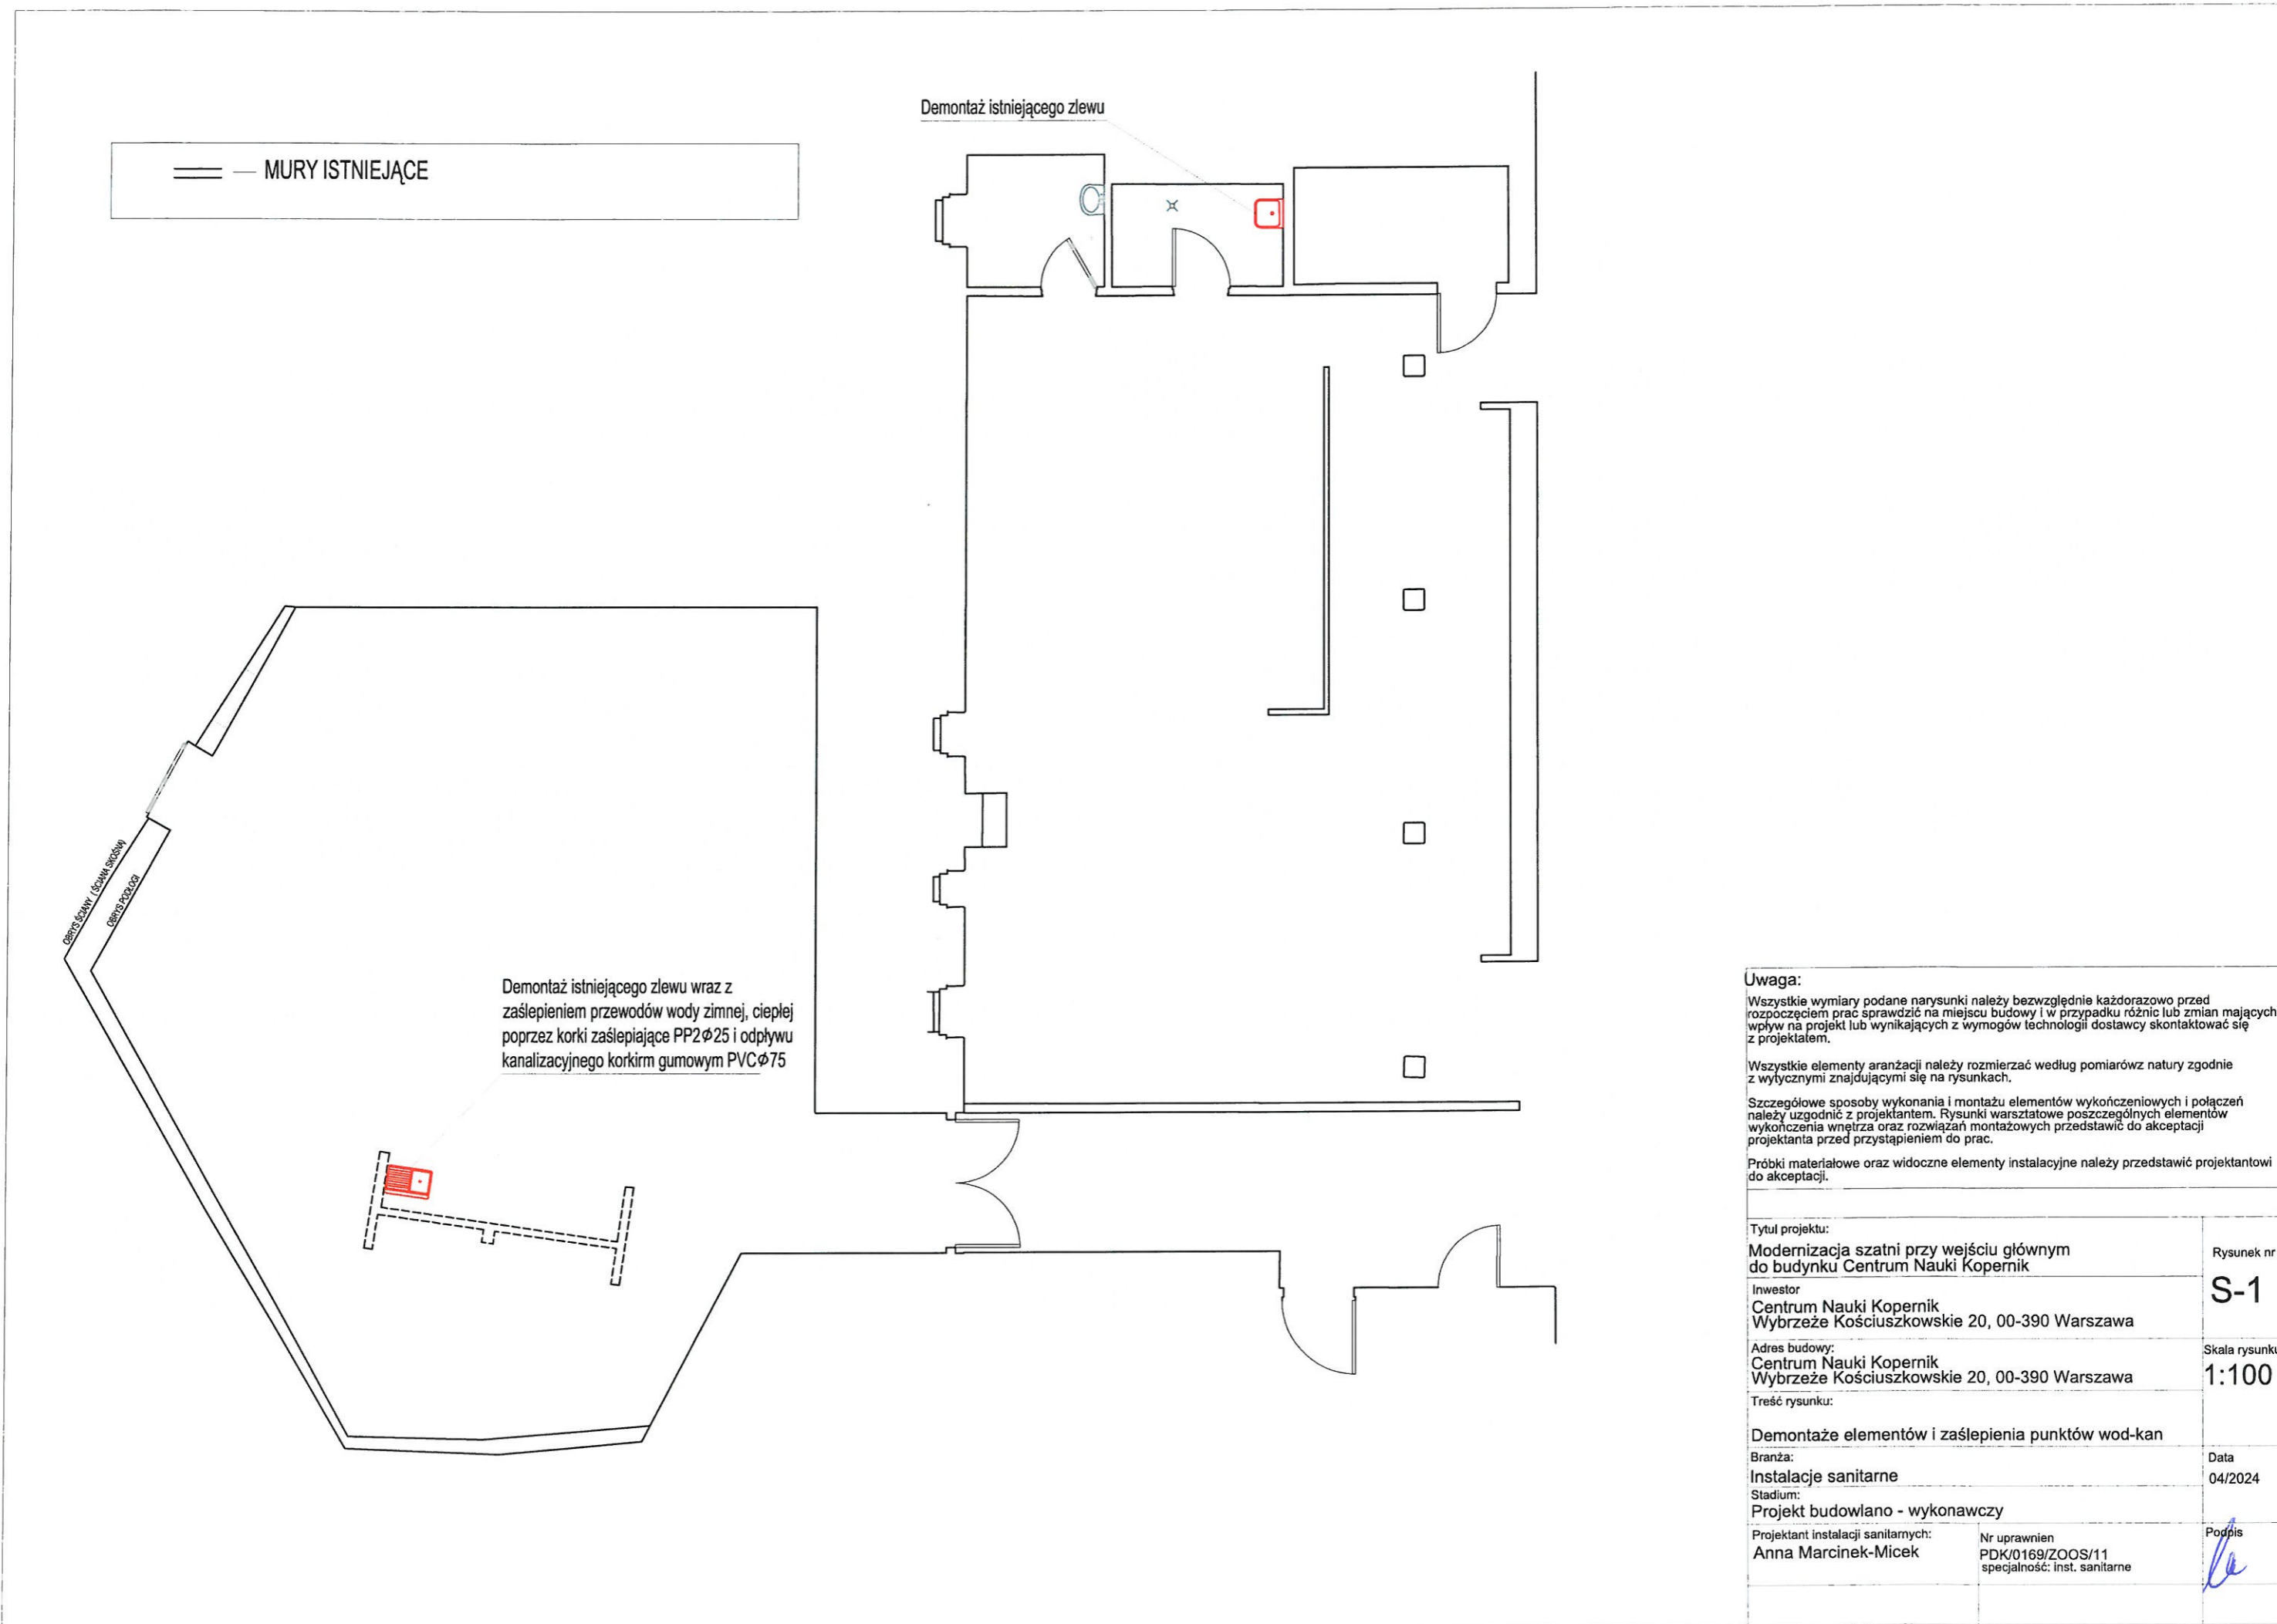 Demontaż istniejącego zlewu
MURY ISTNIEJĄCE
OBRYS ŚCIANY ( ŚCIANA SKOŚNA)
OBRYS PODŁOGI
Demontaż istniejącego zlewu wraz z
zaślepieniem przewodów wody zimnej, ciepłej
poprzez korki zaślepiające PP2Φ25 i odpływu
kanalizacyjnego korkirm gumowym PVCΦ75
Uwaga:
Wszystkie wymiary podane narysunki należy bezwzględnie każdorazowo przed
rozpoczęciem prac sprawdzić na miejscu budowy i w przypadku różnic lub zmian mających
wpływ na projekt lub wynikających z wymogów technologii dostawcy skontaktować się
z projektatem.
Wszystkie elementy aranżacji należy rozmierzać według pomiarówz natury zgodnie
z wytycznymi znajdującymi się na rysunkach.
Szczegółowe sposoby wykonania i montażu elementów wykończeniowych i połączeń
należy uzgodnić z projektantem. Rysunki warsztatowe poszczególnych elementów
wykończenia wnętrza oraz rozwiązań montażowych przedstawić do akceptacji
projektanta przed przystąpieniem do prac.
Próbki materiałowe oraz widoczne elementy instalacyjne należy przedstawić projektantowi
do akceptacji.
Tytuł projektu:
Modernizacja szatni przy wejściu głównym
do budynku Centrum Nauki Kopernik
Rysunek nr
S-1
Inwestor
Centrum Nauki Kopernik
Wybrzeże Kościuszkowskie 20, 00-390 Warszawa
Adres budowy:
Centrum Nauki Kopernik
Wybrzeże Kościuszkowskie 20, 00-390 Warszawa
Skala rysunku
1:100
Treść rysunku:
Demontaże elementów i zaślepienia punktów wod-kan
Branża:
Instalacje sanitarne
Data
04/2024
Stadium:
Projekt budowlano - wykonawczy
Projektant instalacji sanitarnych:
Anna Marcinek-Micek
Nr uprawnien
PDK/0169/ZOOS/11
specjalność: inst. sanitarne
Podpis